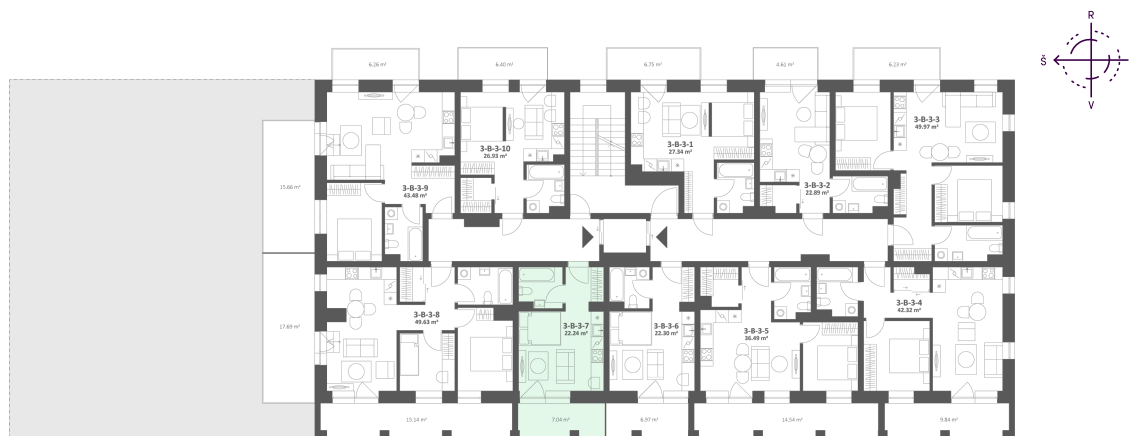 R
Š
V
6.26 m²
6.40 m²
6.75 m²
4.61 m²
6.23 m²
3-B-3-10
26.93 m²
3-B-3-1
27.34 m²
3-B-3-3
49.97 m²
3-B-3-9
43.48 m²
3-B-3-2
22.89 m²
15.66 m²
17.69 m²
3-B-3-8
49.63 m²
3-B-3-7
22.24 m²
3-B-3-6
22.30 m²
3-B-3-5
36.49 m²
3-B-3-4
42.32 m²
15.14 m²
7.04 m²
6.97 m²
14.54 m²
9.84 m²